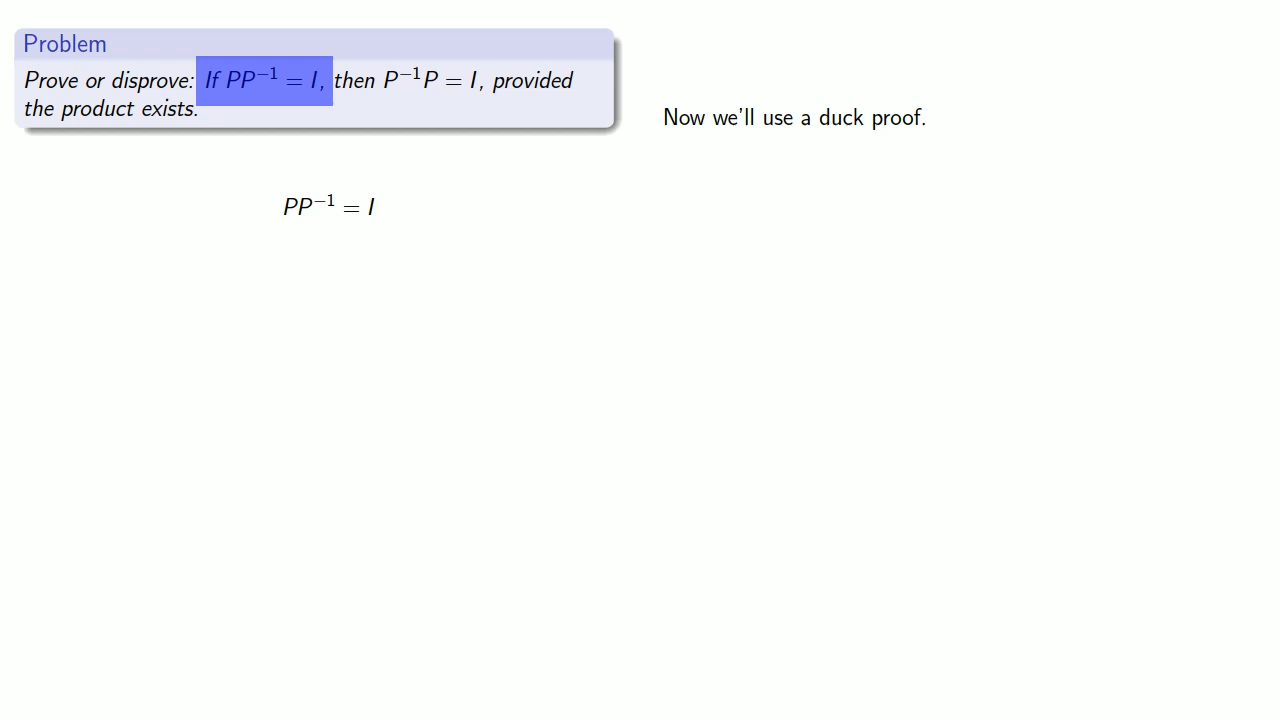 Problem
Prove or disprove: If PP⁻¹ = I, then P⁻¹P = I, provided
the product exists.
Now we'll use a duck proof.
PP⁻¹ = I